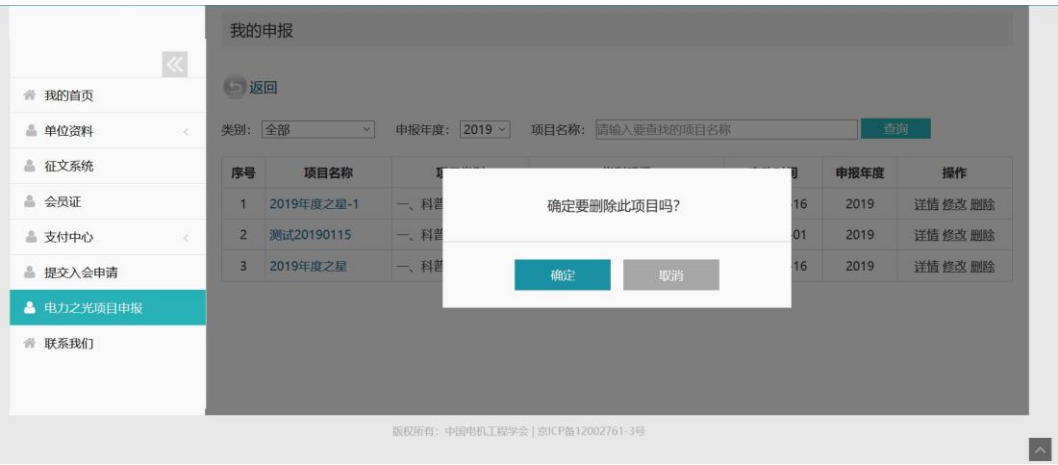 我的申报
返回
我的首页
单位资料
征文系统
会员证
支付中心
提交入会申请
电力之光项目申报
联系我们
类别: 全部 申报年度: 2019 项目名称: 请输入要查找的项目名称 查询
序号 项目名称 申报年度 操作
1 2019年度之星-1 一、科普 -16 2019 详情 修改 删除
2 测试20190115 一、科普 -01 2019 详情 修改 删除
3 2019年度之星 一、科普 -16 2019 详情 修改 删除
确定要删除此项目吗?
确定 取消
版权所有: 中国电机工程学会 | 京ICP备12002761-3号